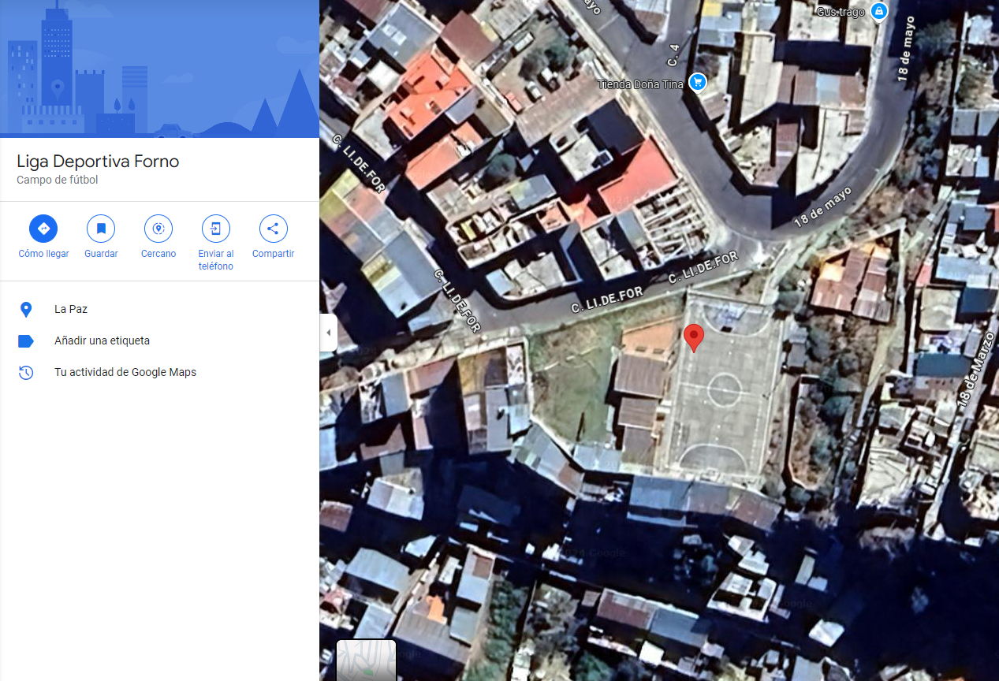 Liga Deportiva Forno
Campo de fútbol
Cómo llegar
Guardar
Cercano
Enviar al
teléfono
Compartir
La Paz
Añadir una etiqueta
Tu actividad de Google Maps
mayo
Gus trago
C. 4
18 de mayo
Tienda Doña Tina
C. LI.DE.FOR
18 de mayo
C. LI.DE.FOR
C. LI.DE.FOR
C. LI.DE.FOR
18 de Marzo
Google